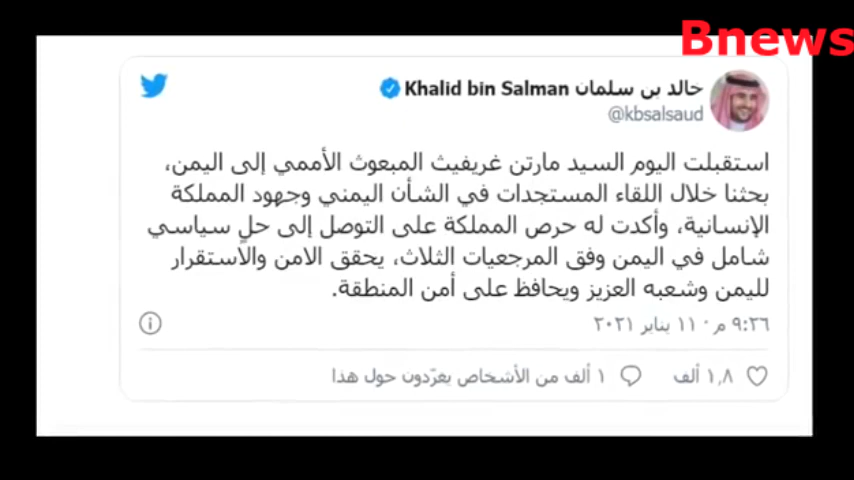 Bnews
خالد بن سلمان Khalid bin Salman
@kbsalsaud
استقبلت اليوم السيد مارتن غريفيث المبعوث الأممي إلى اليمن،
بحثنا خلال اللقاء المستجدات في الشأن اليمني وجهود المملكة
الإنسانية، وأكدت له حرص المملكة على التوصل إلى حلٍ سياسي
شامل في اليمن وفق المرجعيات الثلاث، يحقق الامن والاستقرار
لليمن وشعبه العزيز ويحافظ على أمن المنطقة.
٩:٢٦ م · ١١ يناير ٢٠٢١
١٫٨ ألف ١ ألف من الأشخاص يغرّدون حول هذا